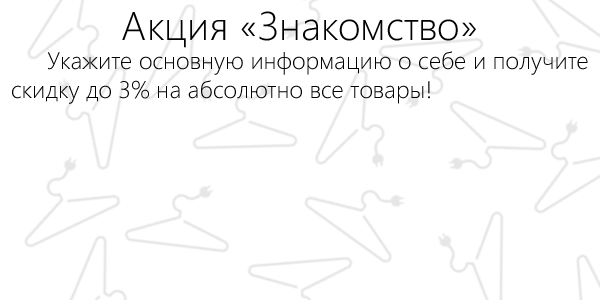 Акция «Знакомство»
Укажите основную информацию о себе и получите
скидку до 3% на абсолютно все товары!